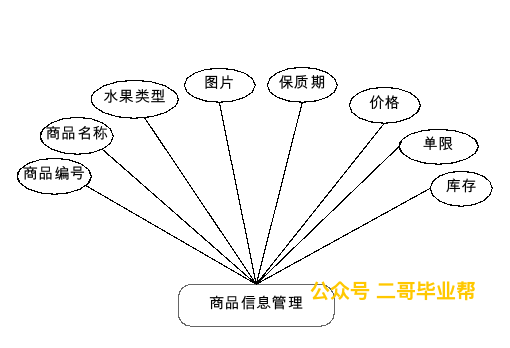 图片
保质期
水果类型
价格
商品名称
单限
商品编号
库存
公众号 二哥毕业帮
商品信息管理